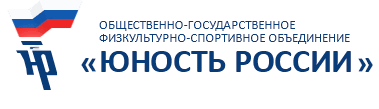 ОБЩЕСТВЕННО-ГОСУДАРСТВЕННОЕ
ФИЗКУЛЬТУРНО-СПОРТИВНОЕ ОБЪЕДИНЕНИЕ
«ЮНОСТЬ РОССИИ»